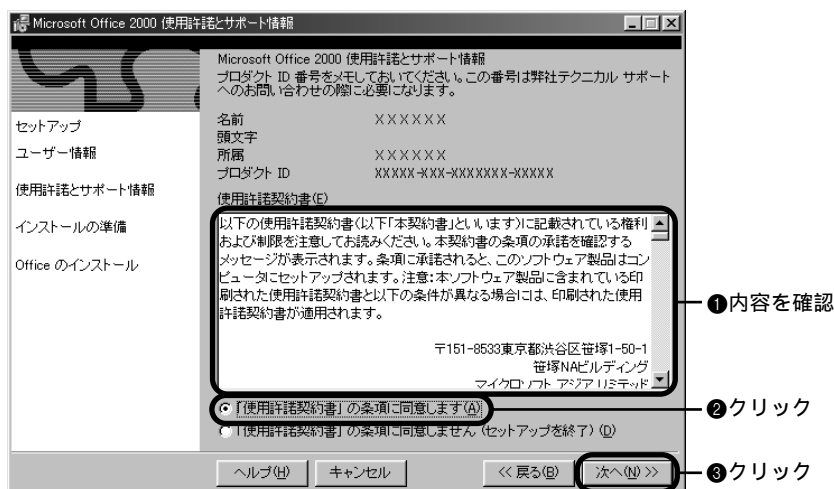 Microsoft Office 2000 使用許諾とサポート情報
Microsoft Office 2000 使用許諾とサポート情報
プロダクト ID 番号をメモしておいてください。この番号は弊社テクニカル サポート
へのお問い合わせの際に必要になります。
セットアップ
ユーザー情報
使用許諾とサポート情報
インストールの準備
Office のインストール
名前 XXXXXX
頭文字
所属 XXXXXX
プロダクト ID XXXXX-XXX-XXXXXXX-XXXXX
使用許諾契約書(E)
以下の使用許諾契約書(以下「本契約書」といいます)に記載されている権利
および制限を注意してお読みください。本契約書の条項の承諾を確認する
メッセージが表示されます。条項に承諾されると、このソフトウェア製品はコン
ピュータにセットアップされます。注意:本ソフトウェア製品に含まれている印
刷された使用許諾契約書と以下の条件が異なる場合には、印刷された使用
許諾契約書が適用されます。
〒151-8533東京都渋谷区笹塚1-50-1
笹塚NAビルディング
マイクロソフト アジア リミテッド
❶内容を確認
「使用許諾契約書」の条項に同意します(A)
❷クリック
「使用許諾契約書」の条項に同意しません (セットアップを終了) (D)
ヘルプ(H) キャンセル << 戻る(B) 次へ(N) >>
❸クリック